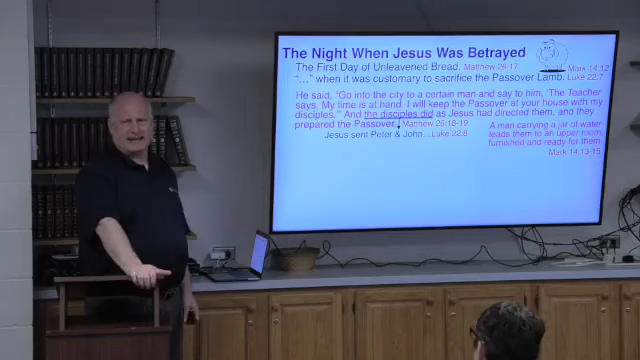 The Night When Jesus Was Betrayed
The First Day of Unleavened Bread. Matthew 26:17 Mark 14:12
“…” when it was customary to sacrifice the Passover Lamb. Luke 22:7
He said, “Go into the city to a certain man and say to him, ‘The Teacher
says, My time is at hand. I will keep the Passover at your house with my
disciples.’” And the disciples did as Jesus had directed them, and they
prepared the Passover. Matthew 26:18-19
Jesus sent Peter & John... Luke 22:8
A man carrying a jar of water
leads them to an upper room
furnished and ready for them
Mark 14:13-15